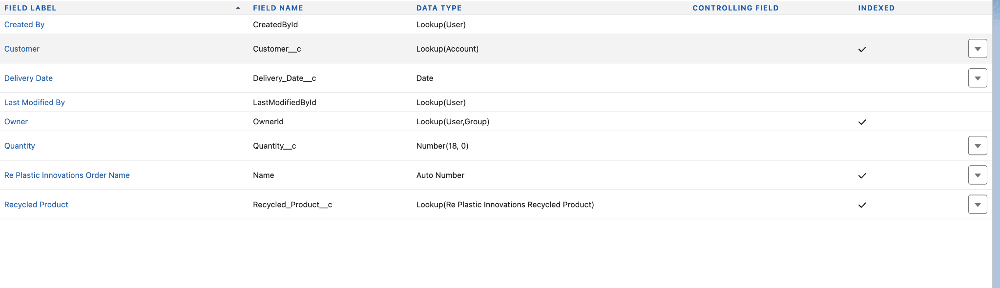 FIELD LABEL FIELD NAME DATA TYPE CONTROLLING FIELD INDEXED
Created By CreatedById Lookup(User)
Customer Customer__c Lookup(Account)
Delivery Date Delivery_Date__c Date
Last Modified By LastModifiedById Lookup(User)
Owner OwnerId Lookup(User,Group)
Quantity Quantity__c Number(18, 0)
Re Plastic Innovations Order Name Name Auto Number
Recycled Product Recycled_Product__c Lookup(Re Plastic Innovations Recycled Product)